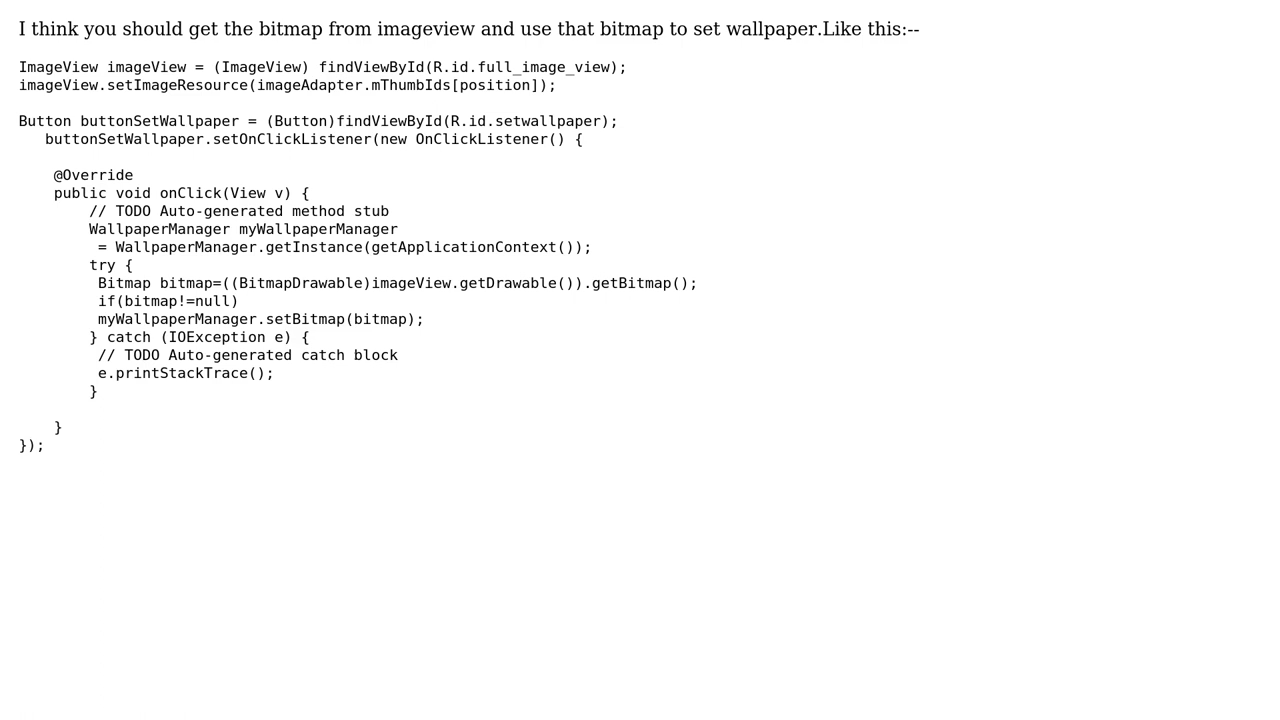 I think you should get the bitmap from imageview and use that bitmap to set wallpaper.Like this:--
ImageView imageView = (ImageView) findViewById(R.id.full_image_view);
imageView.setImageResource(imageAdapter.mThumbIds[position]);

Button buttonSetWallpaper = (Button)findViewById(R.id.setwallpaper);
   buttonSetWallpaper.setOnClickListener(new OnClickListener() {

    @Override
    public void onClick(View v) {
        // TODO Auto-generated method stub
        WallpaperManager myWallpaperManager
         = WallpaperManager.getInstance(getApplicationContext());
        try {
         Bitmap bitmap=((BitmapDrawable)imageView.getDrawable()).getBitmap();
         if(bitmap!=null)
         myWallpaperManager.setBitmap(bitmap);
        } catch (IOException e) {
         // TODO Auto-generated catch block
         e.printStackTrace();
        }

    }
});